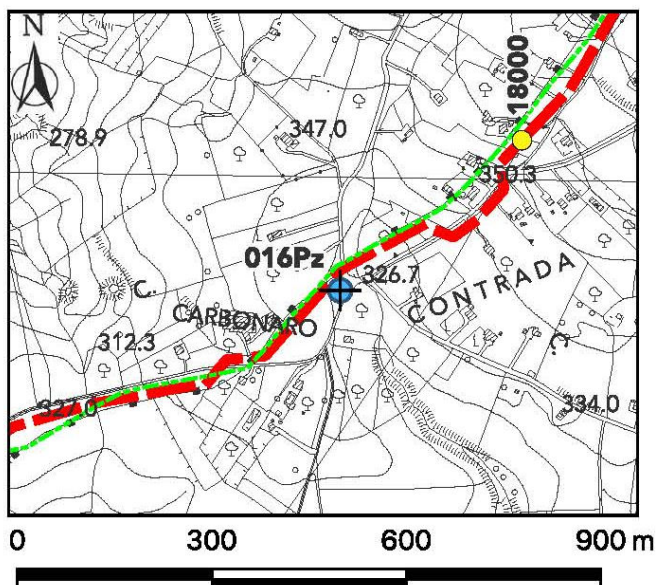 N
18000
347.0
278.9
350.3
016Pz
326.7
CONTRADA
C.
CARBONARO
312.3
C.
327.0
334.0
0 300 600 900 m